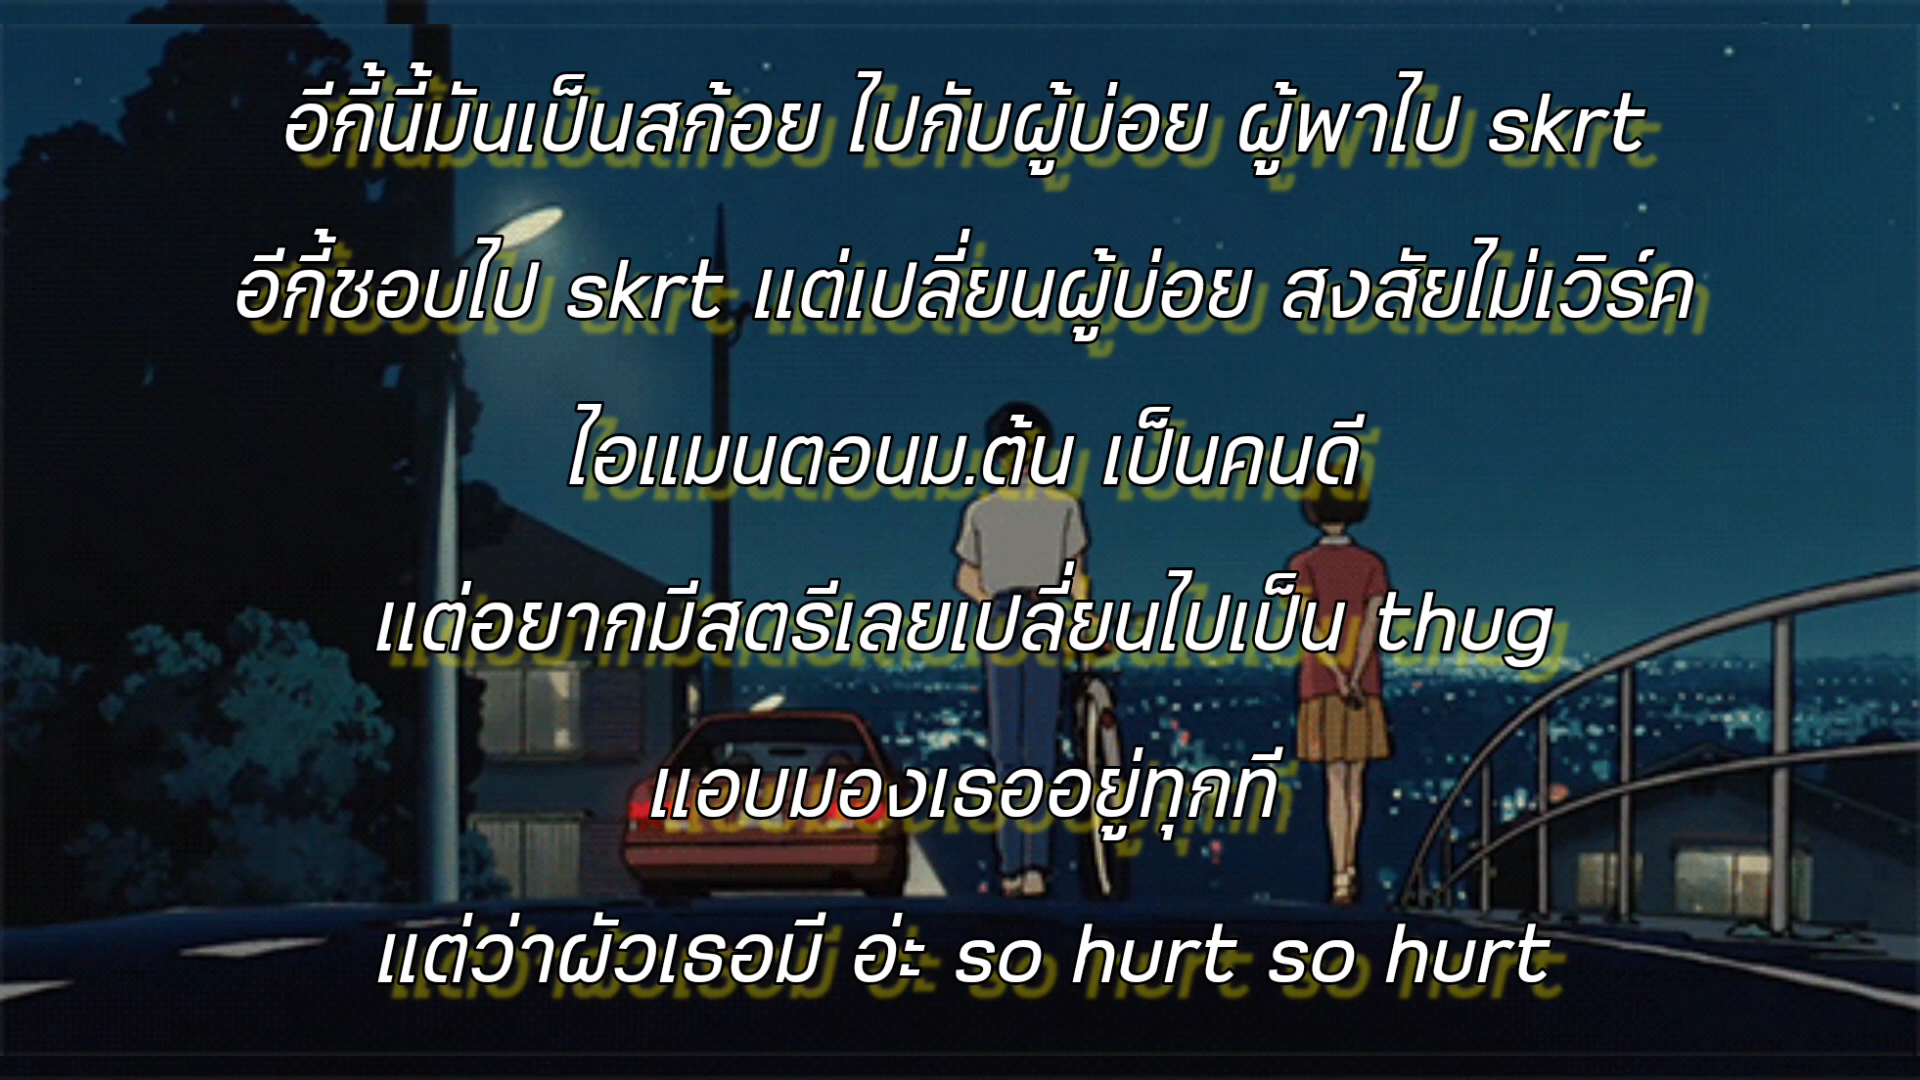 อีกี้นี้มันเป็นสก้อย ไปกับผู้บ่อย ผู้พาไป skrt
อีกี้ชอบไป skrt แต่เปลี่ยนผู้บ่อย สงสัยไม่เวิร์ค
ไอแมนตอนม.ต้น เป็นคนดี
แต่อยากมีสตรีเลยเปลี่ยนไปเป็น thug
แอบมองเธออยู่ทุกที
แต่ว่าผัวเธอมี อ่ะ so hurt so hurt